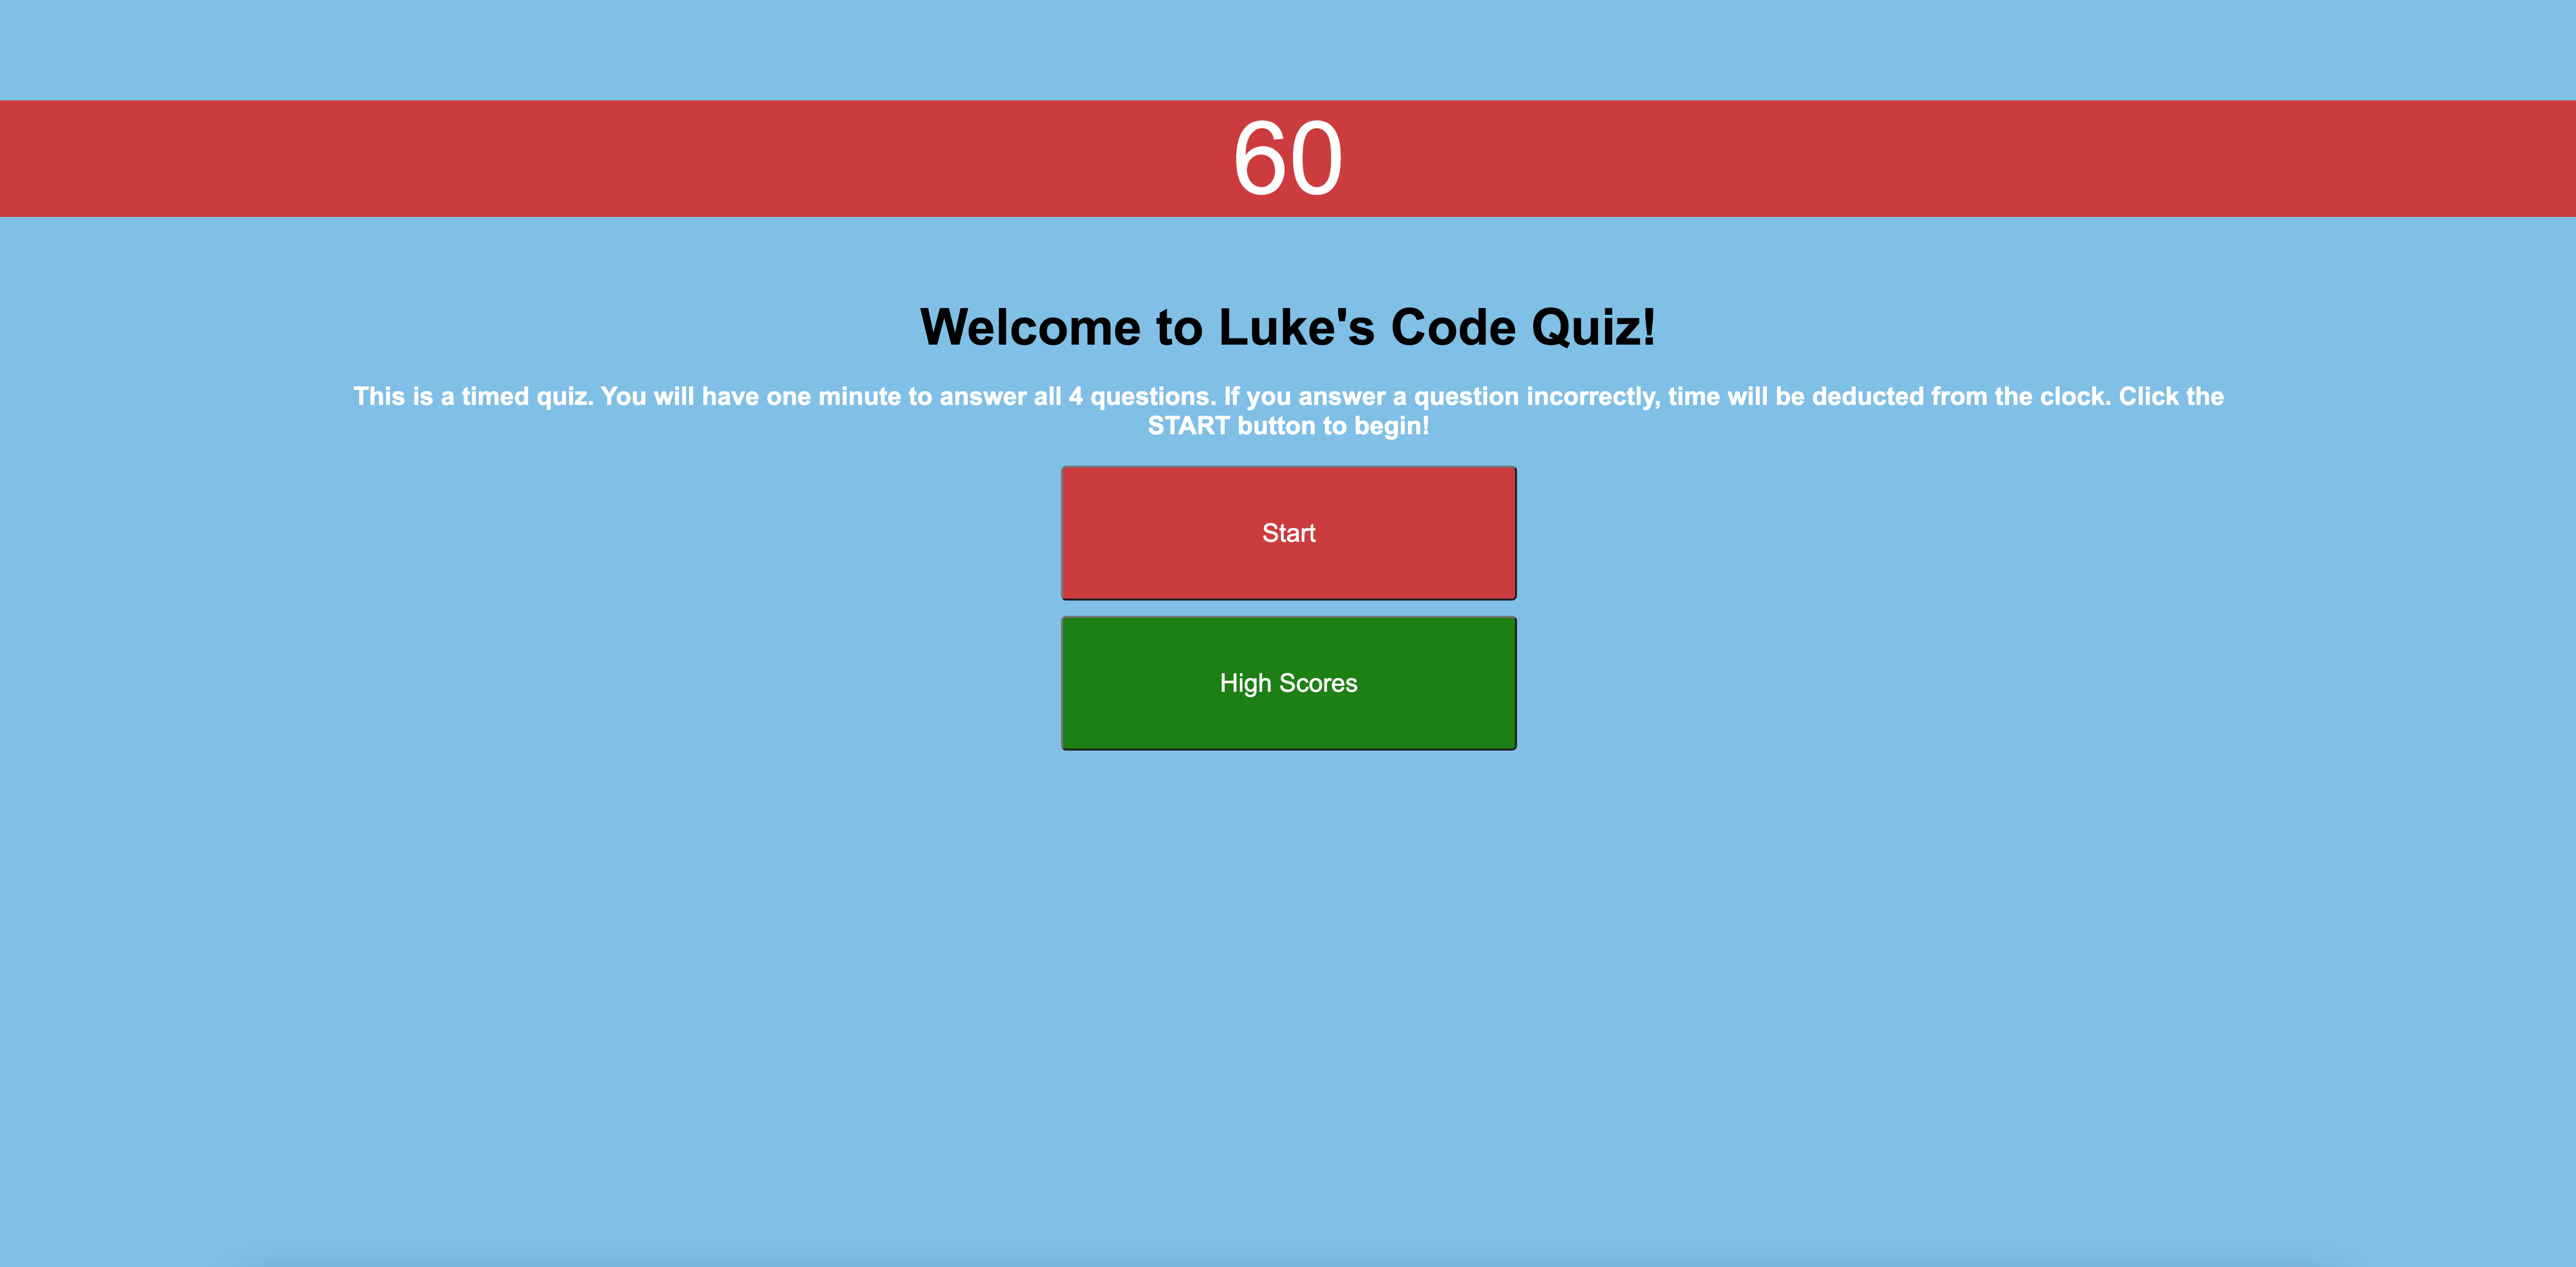 60
Welcome to Luke's Code Quiz!
This is a timed quiz. You will have one minute to answer all 4 questions. If you answer a question incorrectly, time will be deducted from the clock. Click the
START button to begin!
Start
High Scores